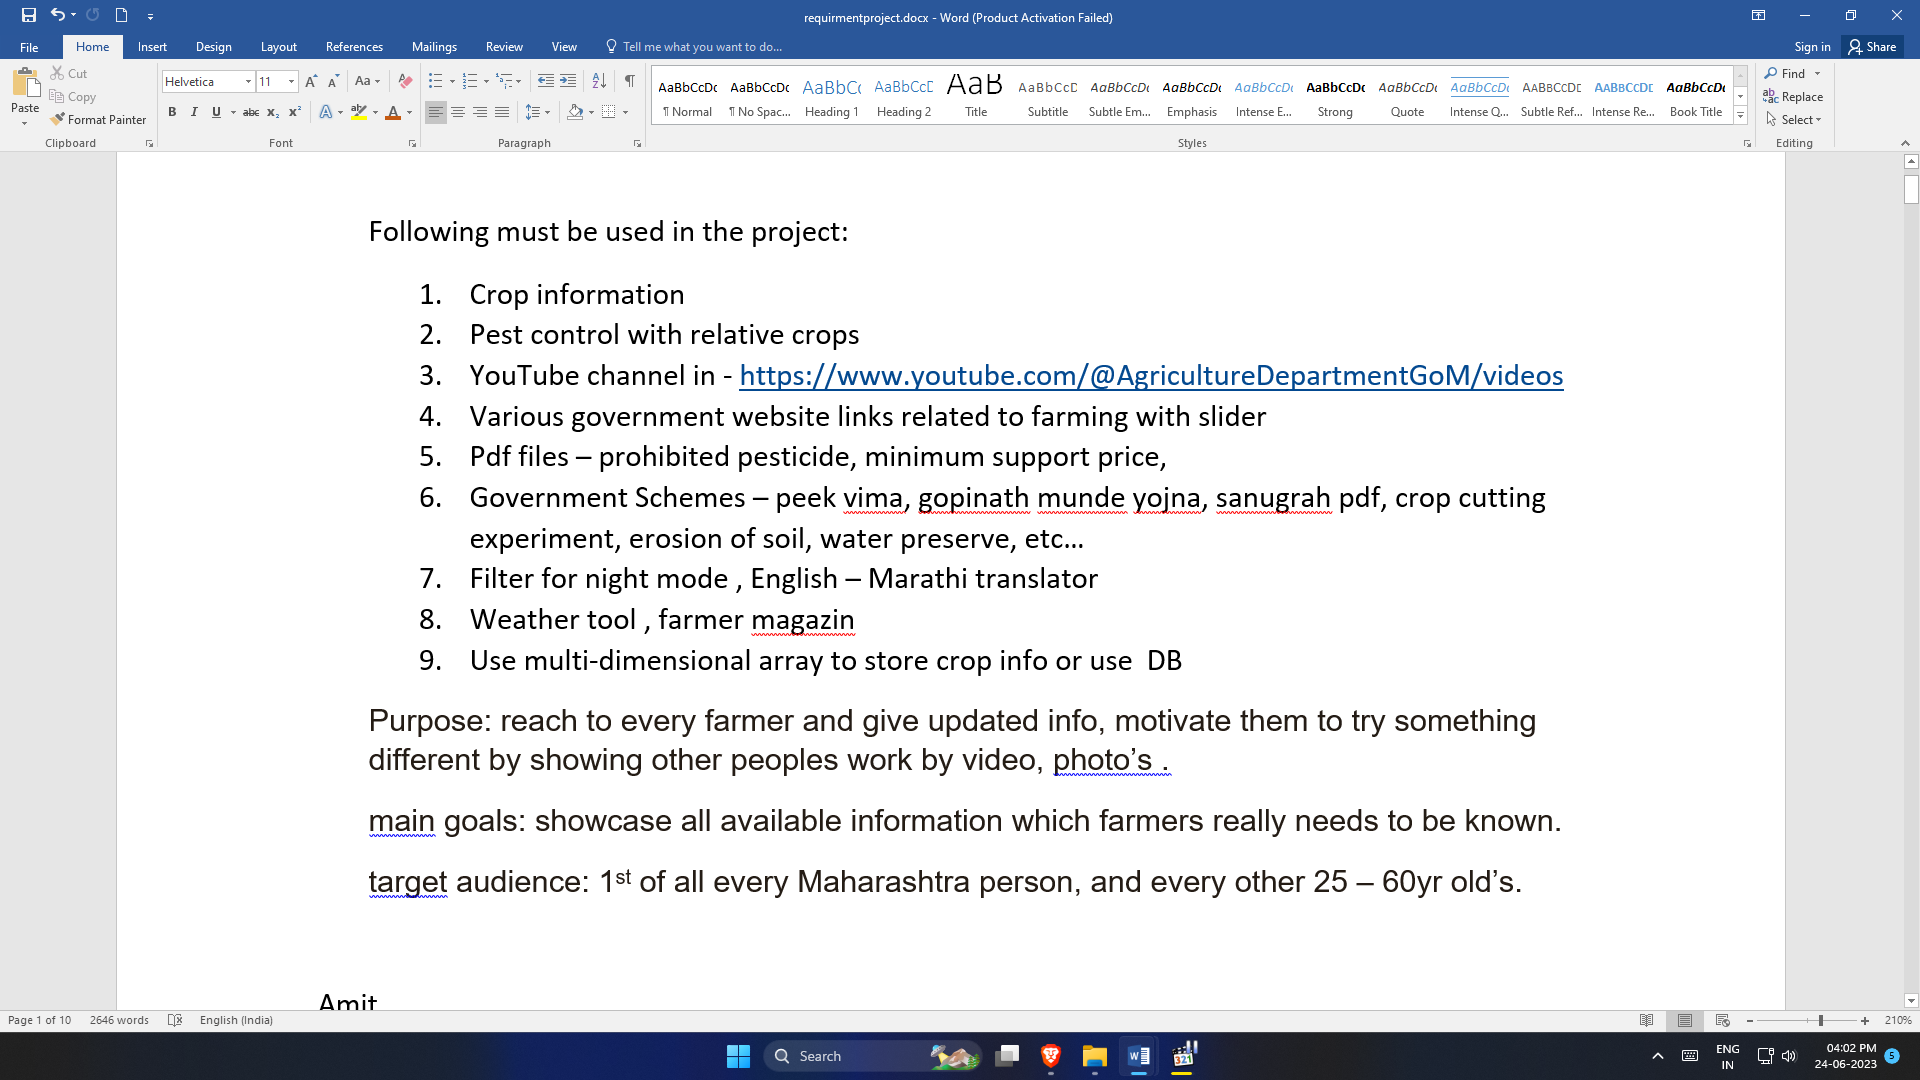 requirmentproject.docx - Word (Product Activation Failed)
File Home Insert Design Layout References Mailings Review View Tell me what you want to do... Sign in Share
Paste
Cut
Copy
Format Painter
Clipboard
Helvetica 11
Font
Paragraph
AaBbCcDc AaBbCcDc AaBbCc AaBbCcD AaB AaBbCcD AaBbCcDc AaBbCcDc AaBbCcDc AaBbCcDc AaBbCcDc AaBbCcDc AABBCCDE AABBCCDE AaBbCcDc
¶ Normal ¶ No Spac... Heading 1 Heading 2 Title Subtitle Subtle Em... Emphasis Intense E... Strong Quote Intense Q... Subtle Ref... Intense Re... Book Title
Styles
Find
Replace
Select
Editing
Following must be used in the project:
1. Crop information
2. Pest control with relative crops
3. YouTube channel in - https://www.youtube.com/@AgricultureDepartmentGoM/videos
4. Various government website links related to farming with slider
5. Pdf files – prohibited pesticide, minimum support price,
6. Government Schemes – peek vima, gopinath munde yojna, sanugrah pdf, crop cutting
experiment, erosion of soil, water preserve, etc...
7. Filter for night mode , English – Marathi translator
8. Weather tool , farmer magazin
9. Use multi-dimensional array to store crop info or use  DB
Purpose: reach to every farmer and give updated info, motivate them to try something
different by showing other peoples work by video, photo’s .
main goals: showcase all available information which farmers really needs to be known.
target audience: 1st of all every Maharashtra person, and every other 25 – 60yr old’s.
Amit
Page 1 of 10 2646 words English (India) 210%
Search
ENG
IN
04:02 PM
24-06-2023
5